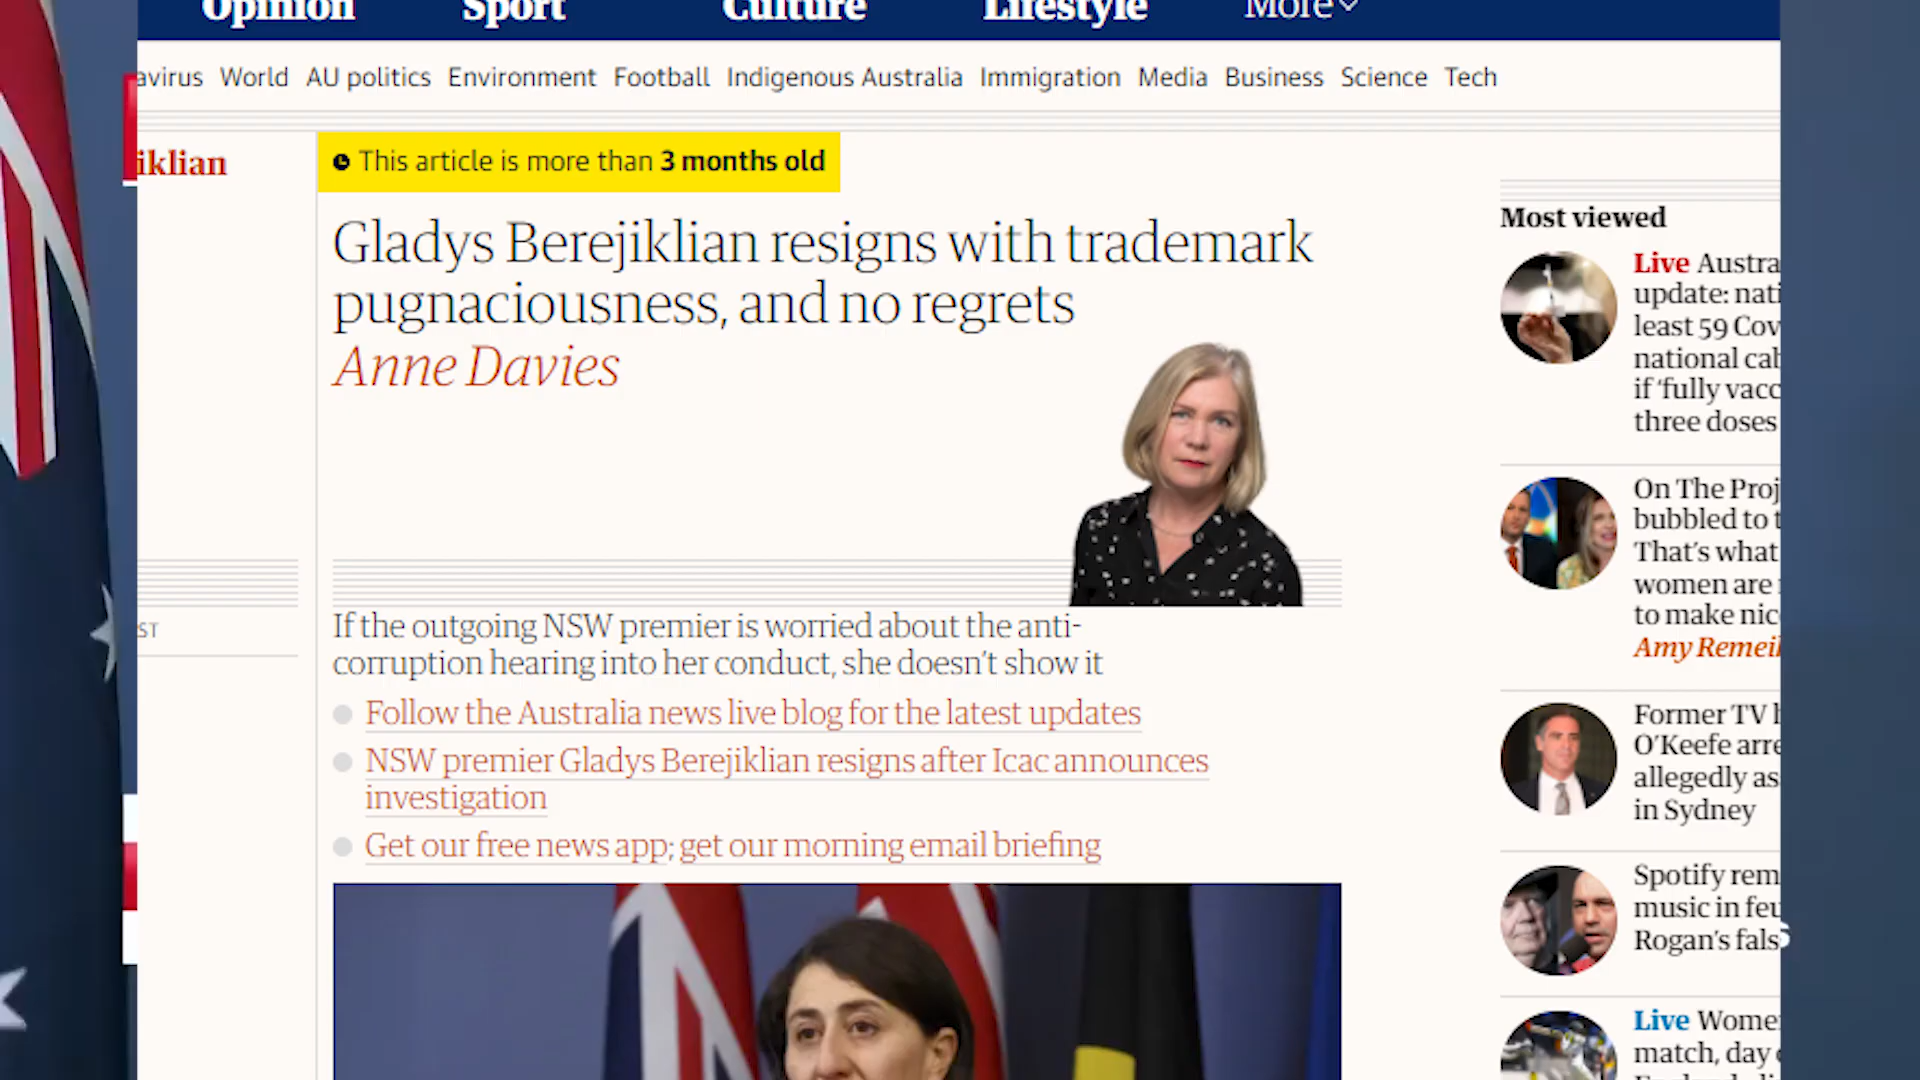 Opinion Sport Culture Lifestyle More
avirus World AU politics Environment Football Indigenous Australia Immigration Media Business Science Tech
iklian
This article is more than 3 months old
Gladys Berejiklian resigns with trademark
pugnaciousness, and no regrets
Anne Davies
ST
If the outgoing NSW premier is worried about the anti-
corruption hearing into her conduct, she doesn't show it
Follow the Australia news live blog for the latest updates
NSW premier Gladys Berejiklian resigns after Icac announces
investigation
Get our free news app; get our morning email briefing
Most viewed
Live Austra
update: nati
least 59 Cov
national cab
if 'fully vacc
three doses
On The Proj
bubbled to t
That's what
women are
to make nic
Amy Remeik
Former TV h
O'Keefe arre
allegedly as
in Sydney
Spotify rem
music in feu
Rogan's fals
Live Wome
match, day